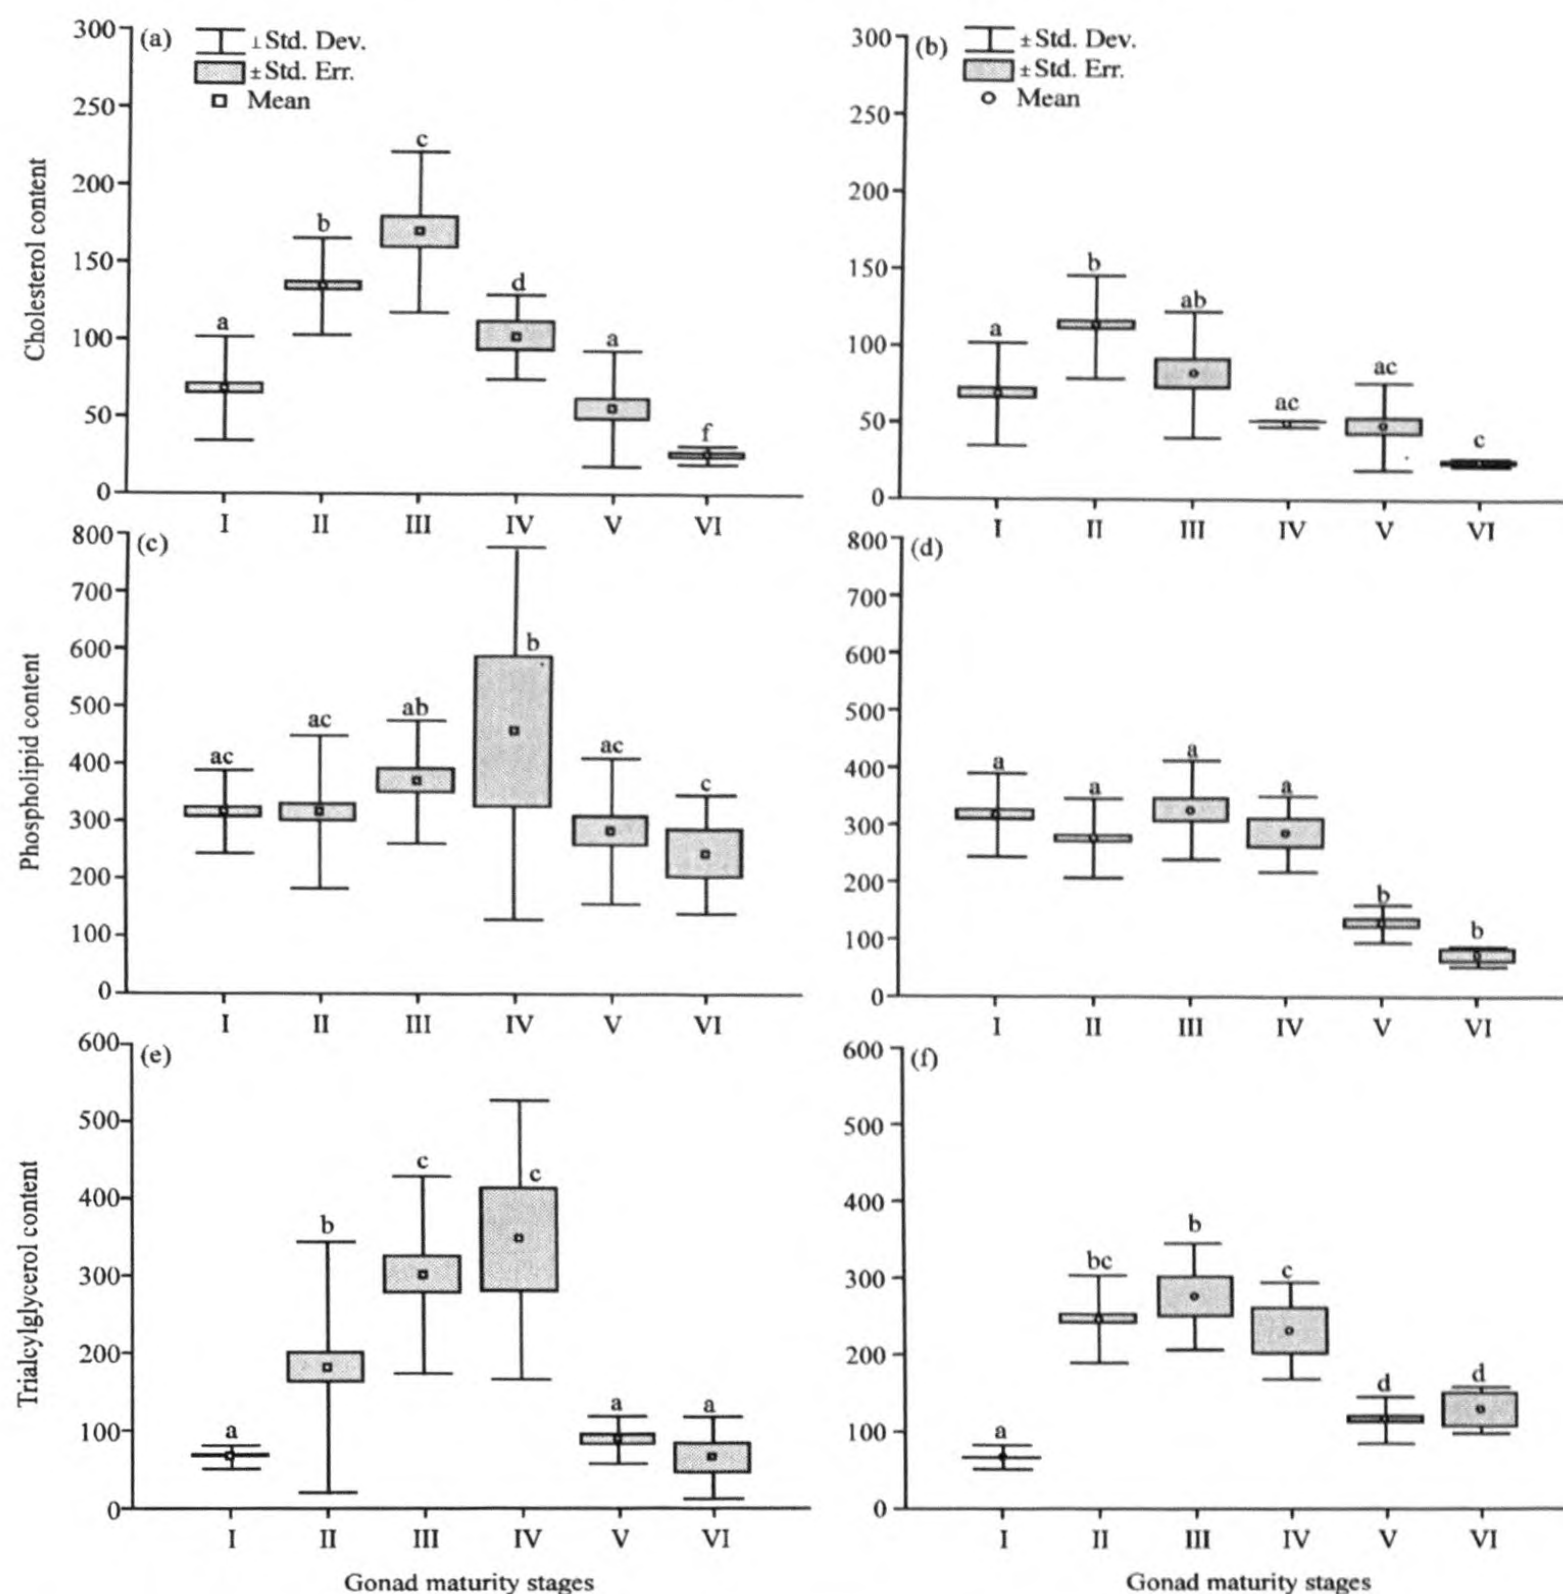 (a)
⊥Std. Dev.
±Std. Err.
Mean
Cholesterol content
300
250
200
150
100
50
0
a
b
c
d
a
f
I II III IV V VI
(b)
±Std. Dev.
±Std. Err.
Mean
300
250
200
150
100
50
0
a
b
ab
ac
ac
c
I II III IV V VI
(c)
Phospholipid content
800
700
600
500
400
300
200
100
0
ac
ac
ab
b
ac
c
I II III IV V VI
(d)
800
700
600
500
400
300
200
100
0
a
a
a
a
b
b
I II III IV V VI
(e)
Trialcylglycerol content
600
500
400
300
200
100
0
a
b
c
c
a
a
I II III IV V VI
Gonad maturity stages
(f)
600
500
400
300
200
100
0
a
bc
b
c
d
d
I II III IV V VI
Gonad maturity stages